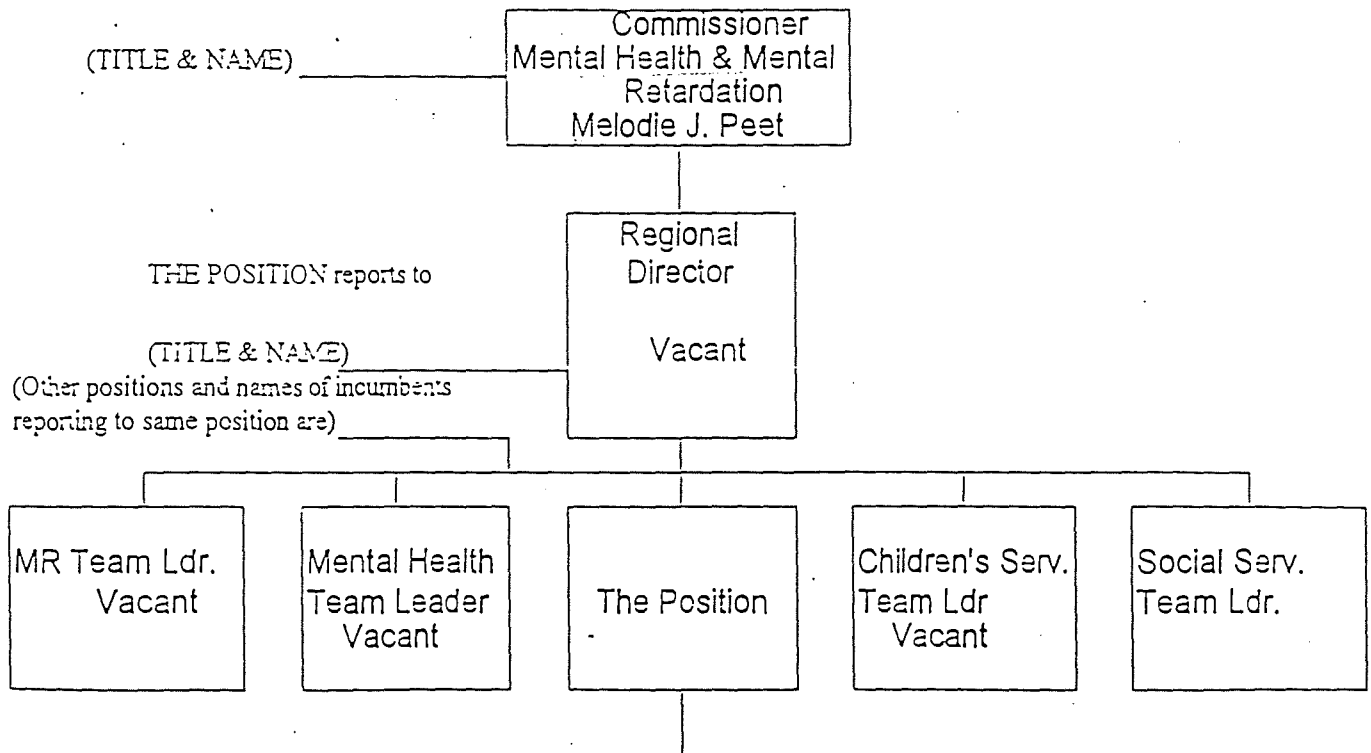 Commissioner
(TITLE & NAME)
Mental Health & Mental
Retardation
Melodie J. Peet
Regional
Director
THE POSITION reports to
Vacant
(TITLE & NAME)
(Other positions and names of incumbents
reporting to same position are)
MR Team Ldr.
Vacant
Mental Health
Team Leader
Vacant
The Position
Children's Serv.
Team Ldr
Vacant
Social Serv.
Team Ldr.